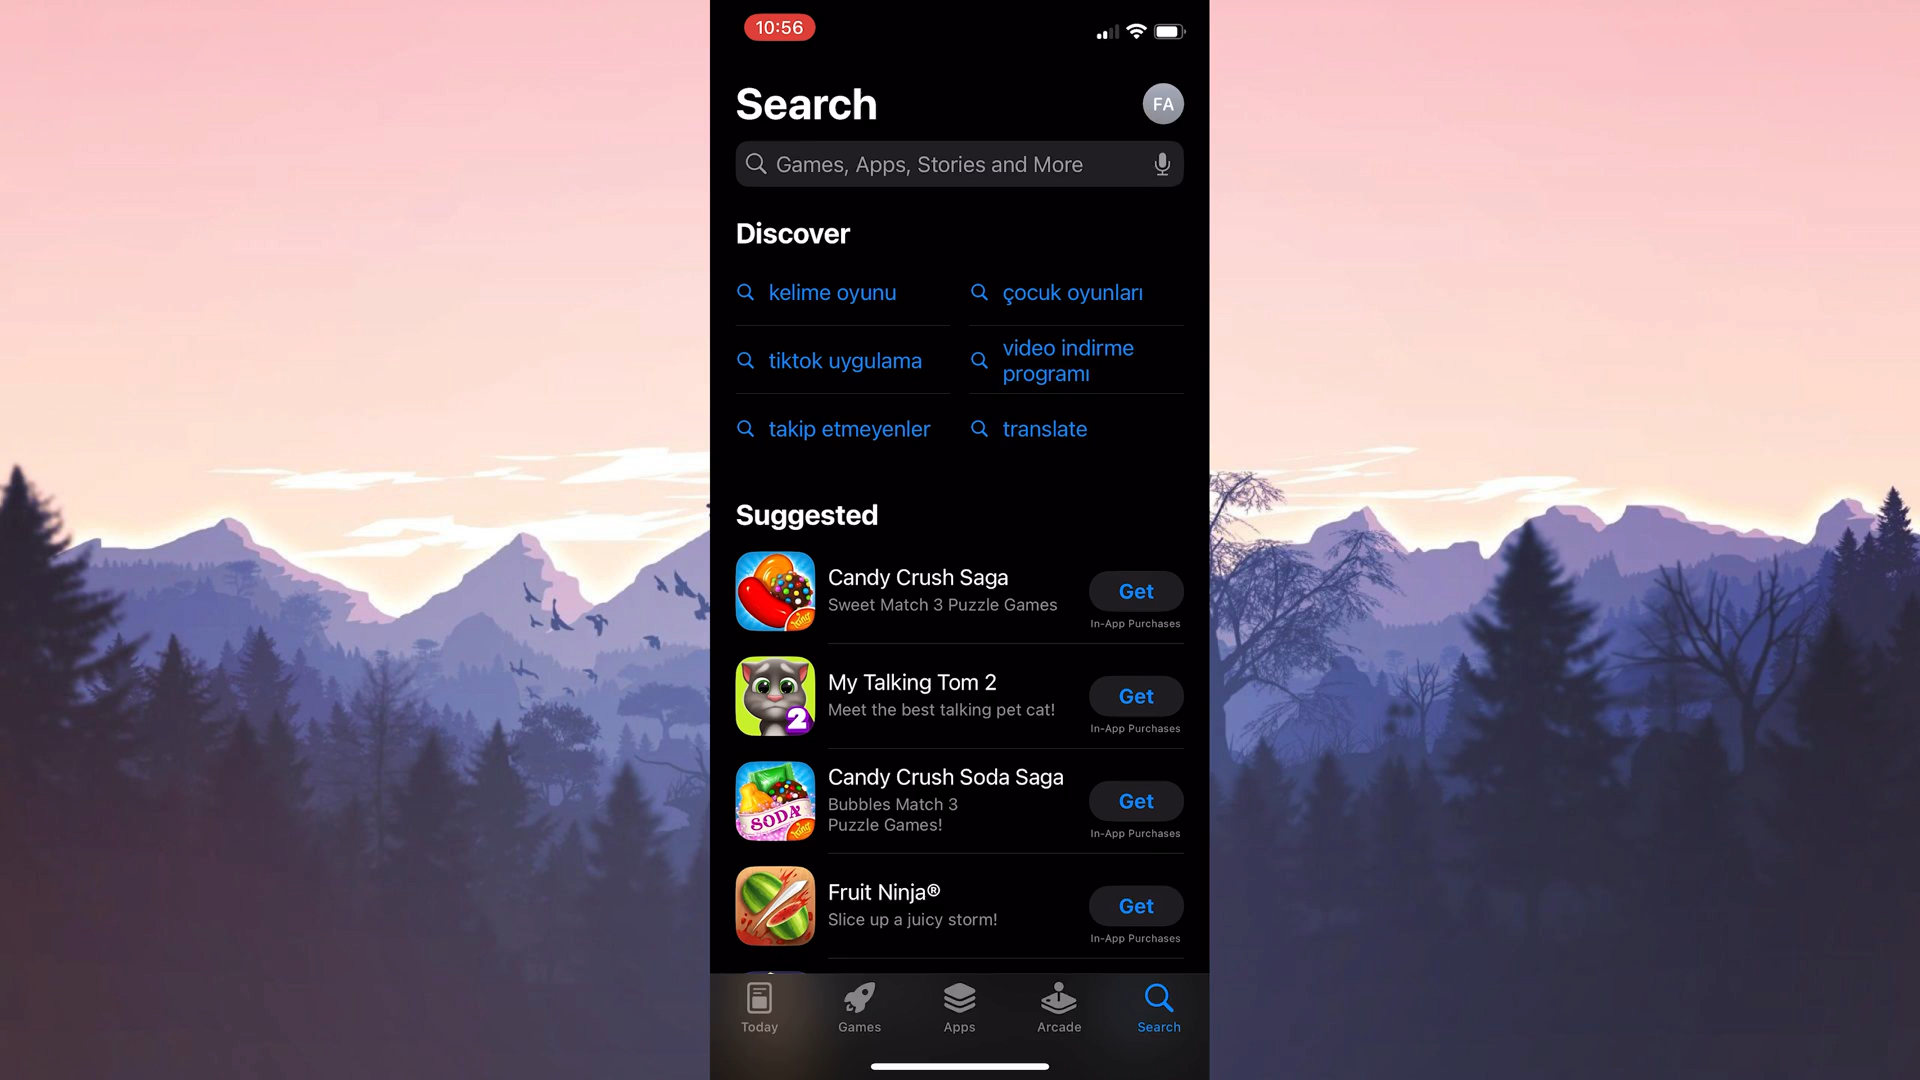 10:56
Search
FA
Games, Apps, Stories and More
Discover
kelime oyunu
çocuk oyunları
tiktok uygulama
video indirme
programı
takip etmeyenler
translate
Suggested
Candy Crush Saga
Sweet Match 3 Puzzle Games
Get
In-App Purchases
My Talking Tom 2
Meet the best talking pet cat!
2
Get
In-App Purchases
Candy Crush Soda Saga
Bubbles Match 3
Puzzle Games!
SODA
King
Get
In-App Purchases
Fruit Ninja®
Slice up a juicy storm!
Get
In-App Purchases
Today
Games
Apps
Arcade
Search